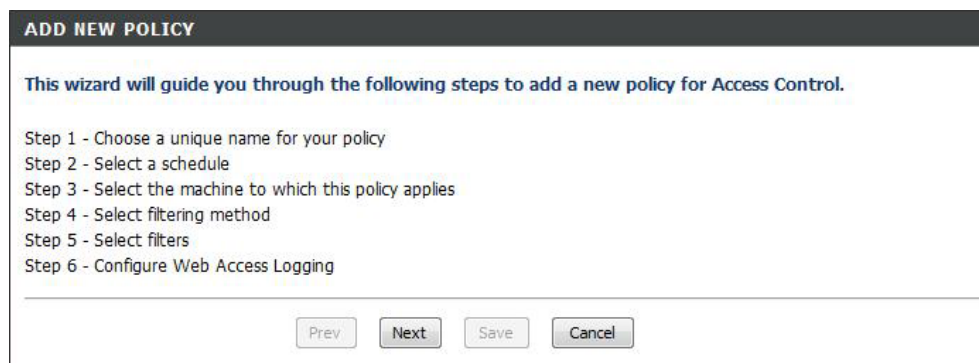 ADD NEW POLICY
This wizard will guide you through the following steps to add a new policy for Access Control.
Step 1 - Choose a unique name for your policy
Step 2 - Select a schedule
Step 3 - Select the machine to which this policy applies
Step 4 - Select filtering method
Step 5 - Select filters
Step 6 - Configure Web Access Logging
Prev Next Save Cancel